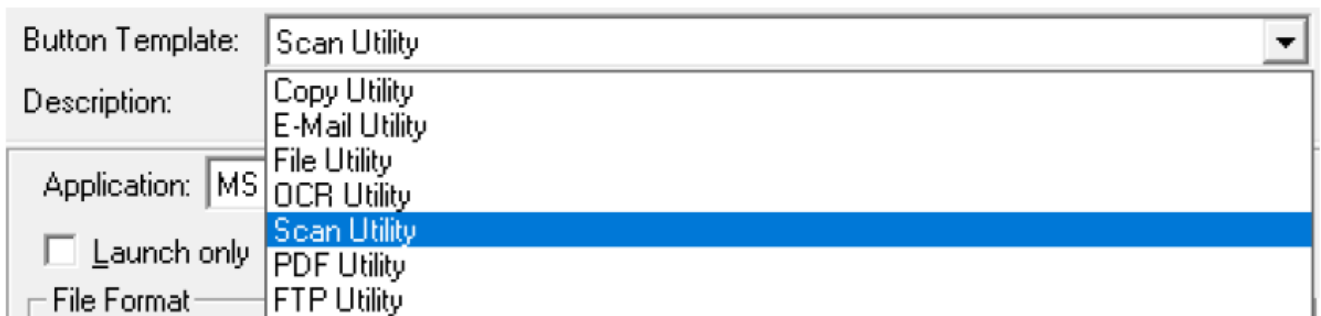 Button Template: Scan Utility
Description:
Copy Utility
E-Mail Utility
File Utility
Application: MS
OCR Utility
Scan Utility
Launch only
PDF Utility
File Format
FTP Utility